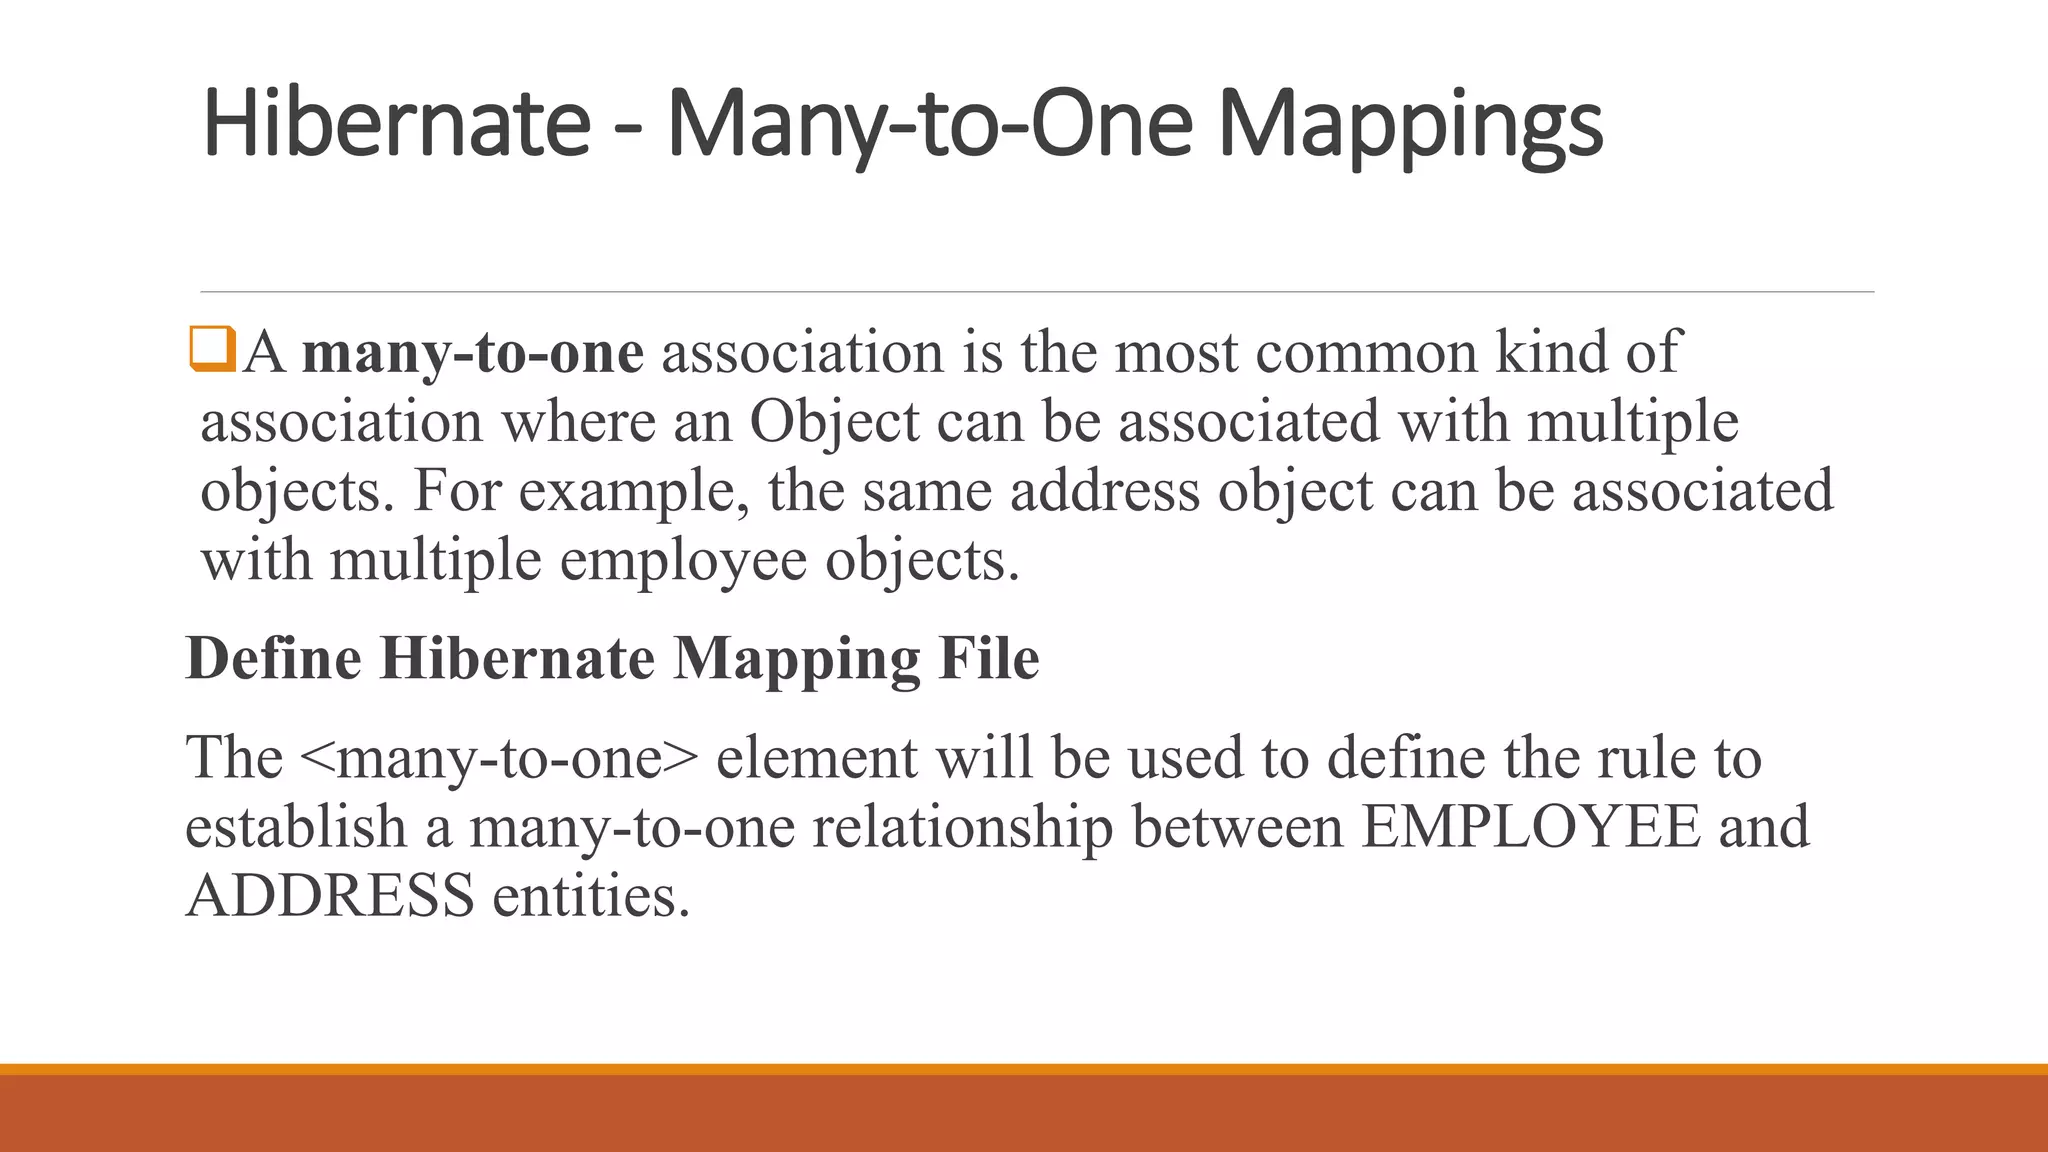 Hibernate - Many-to-One Mappings
A many-to-one association is the most common kind of
association where an Object can be associated with multiple
objects. For example, the same address object can be associated
with multiple employee objects.
Define Hibernate Mapping File
The <many-to-one> element will be used to define the rule to
establish a many-to-one relationship between EMPLOYEE and
ADDRESS entities.